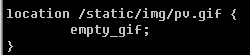 location /static/img/pv.gif {
        empty_gif;
}